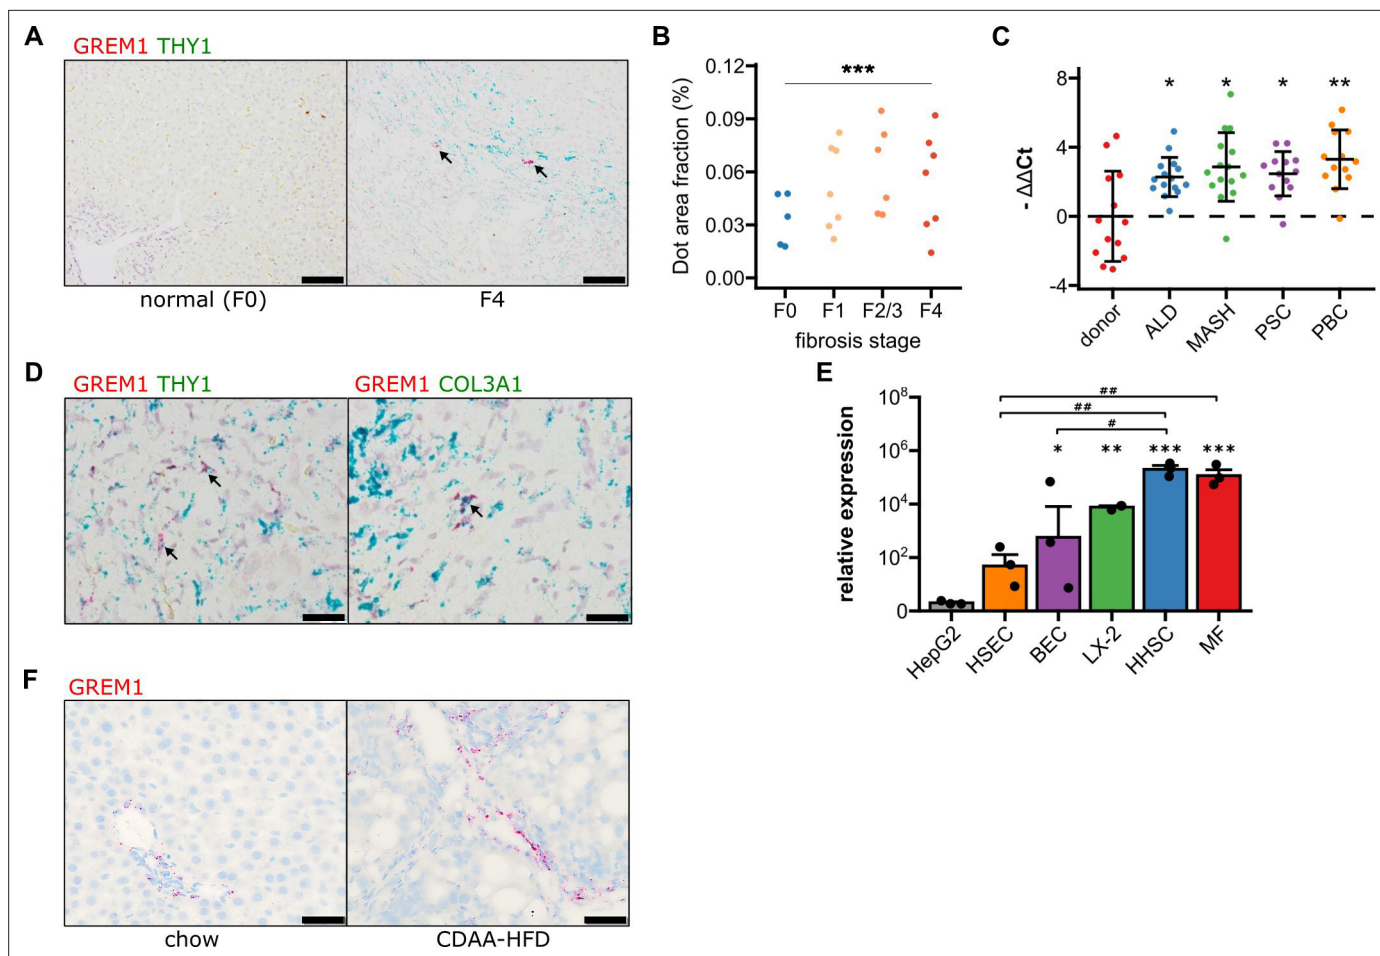 A
GREM1 THY1
normal (F0)
F4
B
Dot area fraction (%)
0.12
0.09
0.06
0.03
0.00
***
F0
F1
F2/3
F4
fibrosis stage
C
- ΔΔCt
8
4
0
-4
*
*
*
**
donor
ALD
MASH
PSC
PBC
D
GREM1 THY1
GREM1 COL3A1
E
relative expression
10⁸
10⁶
10⁴
10²
0
##
##
#
*
**
***
***
HepG2
HSEC
BEC
LX-2
HHSC
MF
F
GREM1
chow
CDAA-HFD